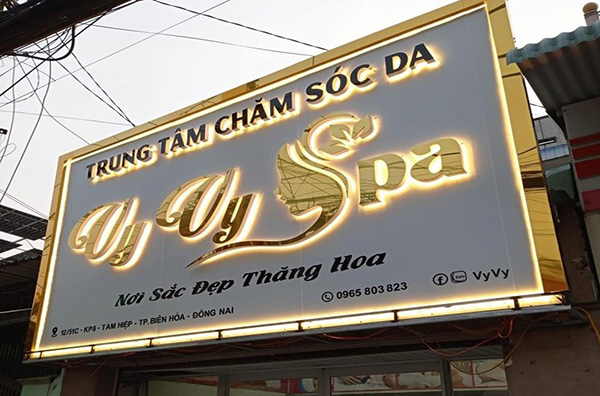 TRUNG TÂM CHĂM SÓC DA
Vy Vy Spa
Nơi Sắc Đẹp Thăng Hoa
0965 803 823
Zalo VyVy
12/51C - KP8 - TAM HIỆP - TP.BIÊN HÒA - ĐỒNG NAI